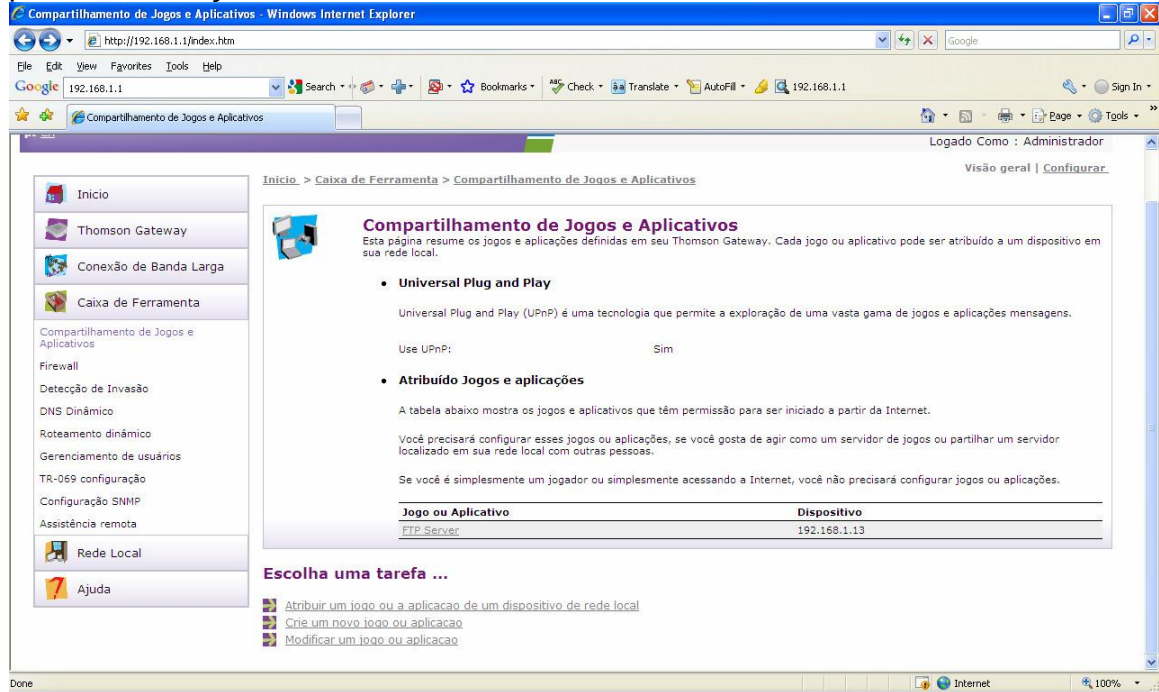 Compartilhamento de Jogos e Aplicativos - Windows Internet Explorer
http://192.168.1.1/index.htm
Google
File Edit View Favorites Tools Help
Google 192.168.1.1 Search Bookmarks Check Translate AutoFill 192.168.1.1 Sign In
Compartilhamento de Jogos e Aplicativos Page Tools
Logado Como : Administrador
Visão geral | Configurar
Inicio > Caixa de Ferramenta > Compartilhamento de Jogos e Aplicativos
Inicio
Thomson Gateway
Conexão de Banda Larga
Caixa de Ferramenta
Compartilhamento de Jogos e
Aplicativos
Firewall
Detecção de Invasão
DNS Dinâmico
Roteamento dinâmico
Gerenciamento de usuários
TR-069 configuração
Configuração SNMP
Assistência remota
Rede Local
Ajuda
Compartilhamento de Jogos e Aplicativos
Esta página resume os jogos e aplicações definidas em seu Thomson Gateway. Cada jogo ou aplicativo pode ser atribuído a um dispositivo em
sua rede local.
Universal Plug and Play
Universal Plug and Play (UPnP) é uma tecnologia que permite a exploração de uma vasta gama de jogos e aplicações mensagens.
Use UPnP: Sim
Atribuído Jogos e aplicações
A tabela abaixo mostra os jogos e aplicativos que têm permissão para ser iniciado a partir da Internet.
Você precisará configurar esses jogos ou aplicações, se você gosta de agir como um servidor de jogos ou partilhar um servidor
localizado em sua rede local com outras pessoas.
Se você é simplesmente um jogador ou simplesmente acessando a Internet, você não precisará configurar jogos ou aplicações.
Jogo ou Aplicativo Dispositivo
FTP Server 192.168.1.13
Escolha uma tarefa ...
Atribuir um jogo ou a aplicacao de um dispositivo de rede local
Crie um novo jogo ou aplicacao
Modificar um jogo ou aplicacao
Done Internet 100%